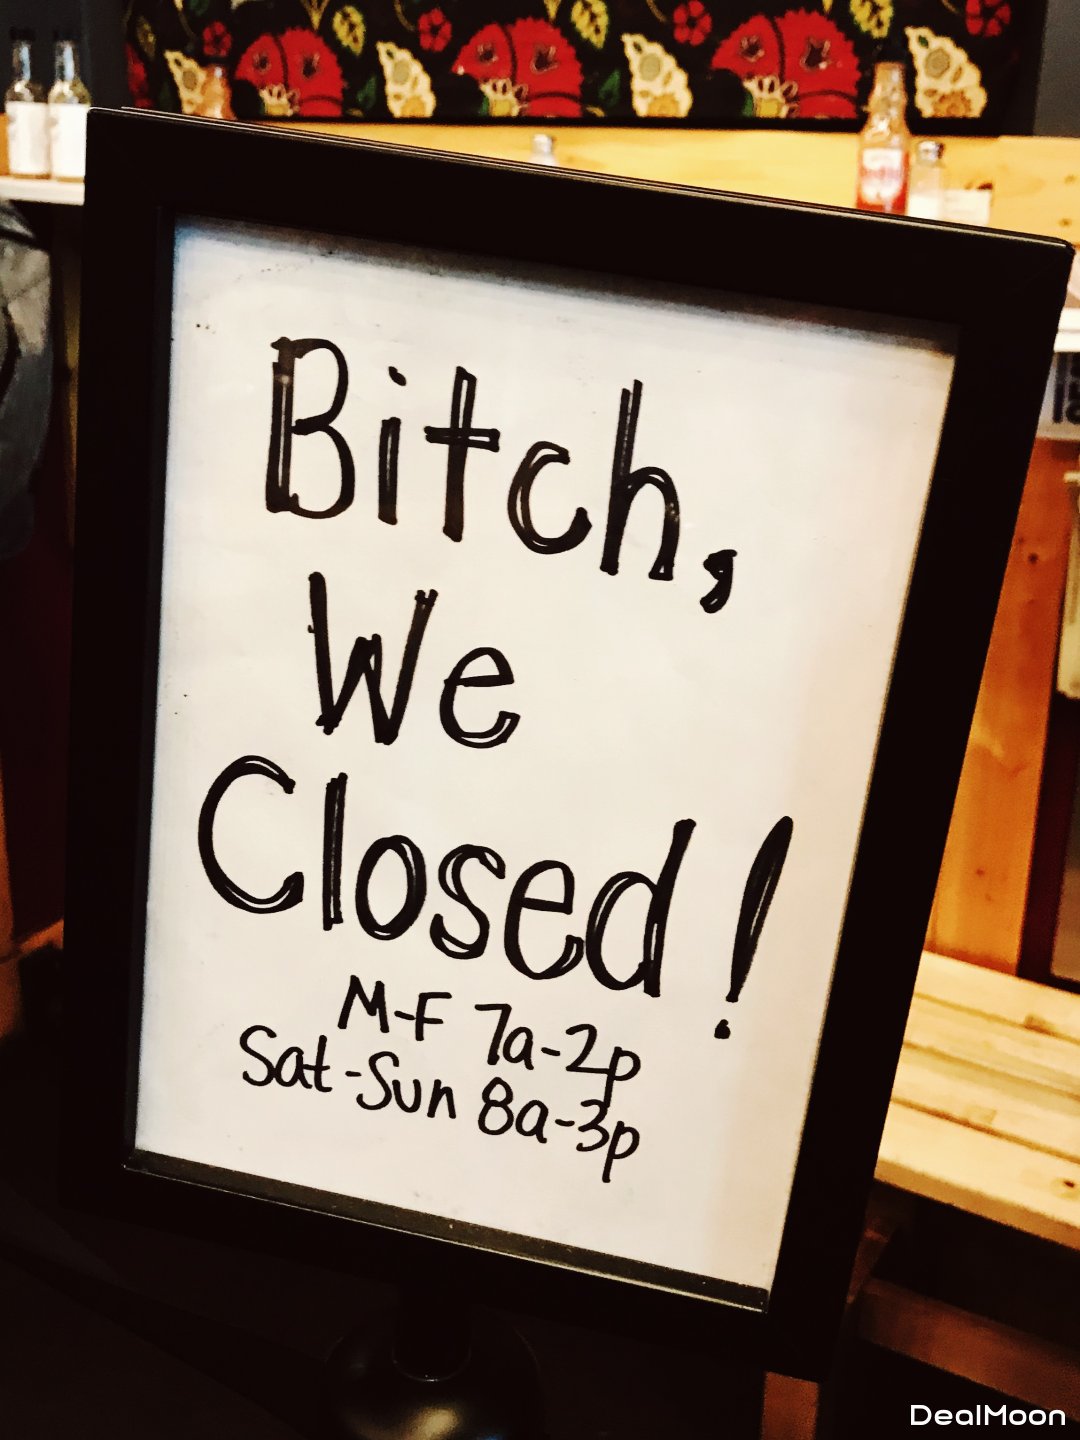 Bitch,
We
Closed!
M-F 7a-2p
Sat-Sun 8a-3p
DealMoon